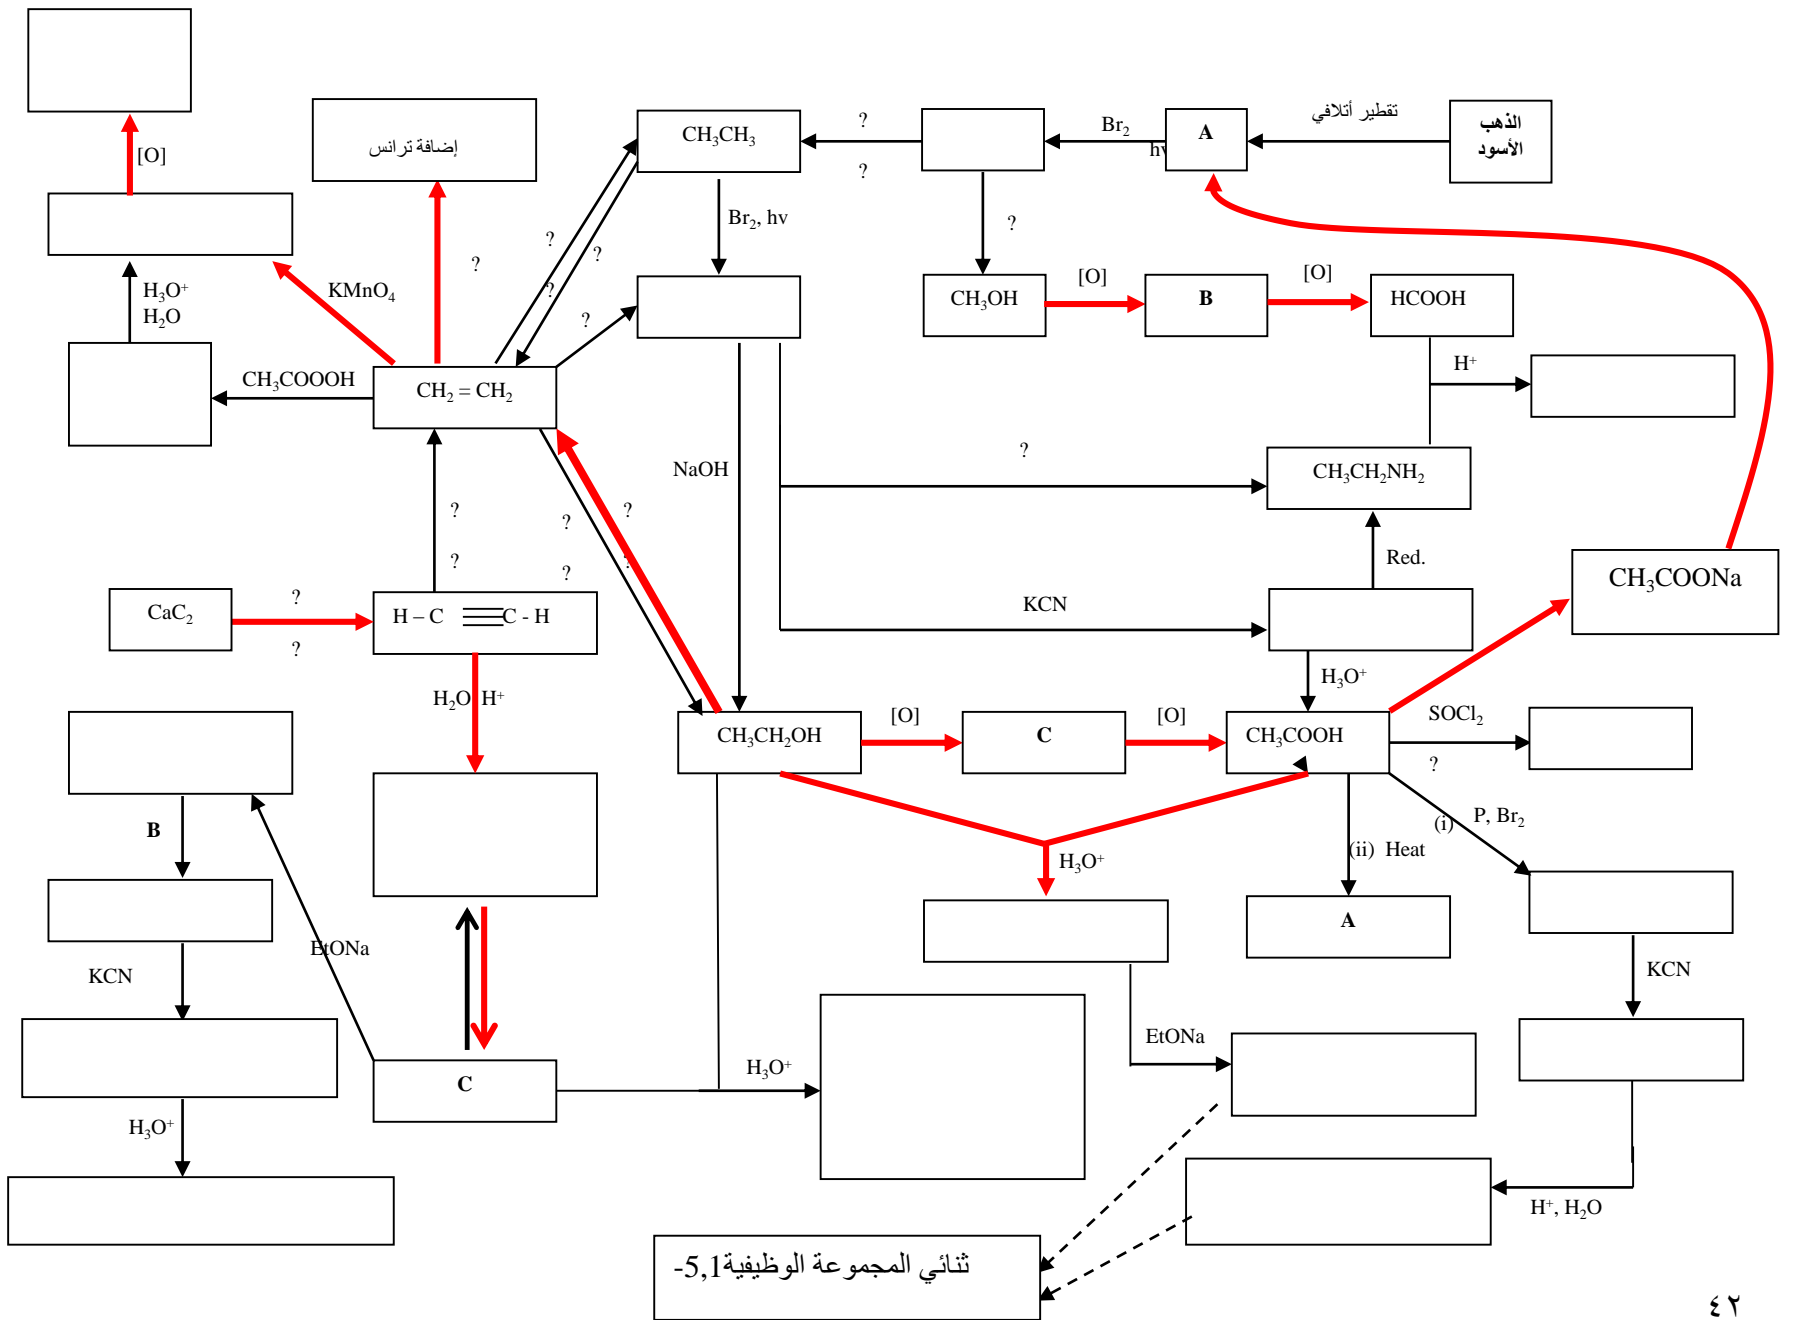 تقطير أتلافي
الذهب
الأسود
A
Br₂
hv
?
?
CH₃CH₃
إضافة ترانس
[O]
Br₂, hv
?
?
?
?
?
H₃O⁺
H₂O
KMnO₄
CH₃OH
[O]
B
[O]
HCOOH
?
H⁺
CH₃COOOH
CH₂ = CH₂
NaOH
?
CH₃CH₂NH₂
?
?
?
?
?
?
Red.
CH₃COONa
CaC₂
?
?
H – C ≡ C - H
KCN
H₃O⁺
H₂O H⁺
CH₃CH₂OH
[O]
C
[O]
CH₃COOH
SOCl₂
?
(i) P, Br₂
(ii) Heat
B
H₃O⁺
A
EtONa
KCN
KCN
EtONa
C
H₃O⁺
H₃O⁺
H⁺, H₂O
ثنائي المجموعة الوظيفية5,1-
٤٢